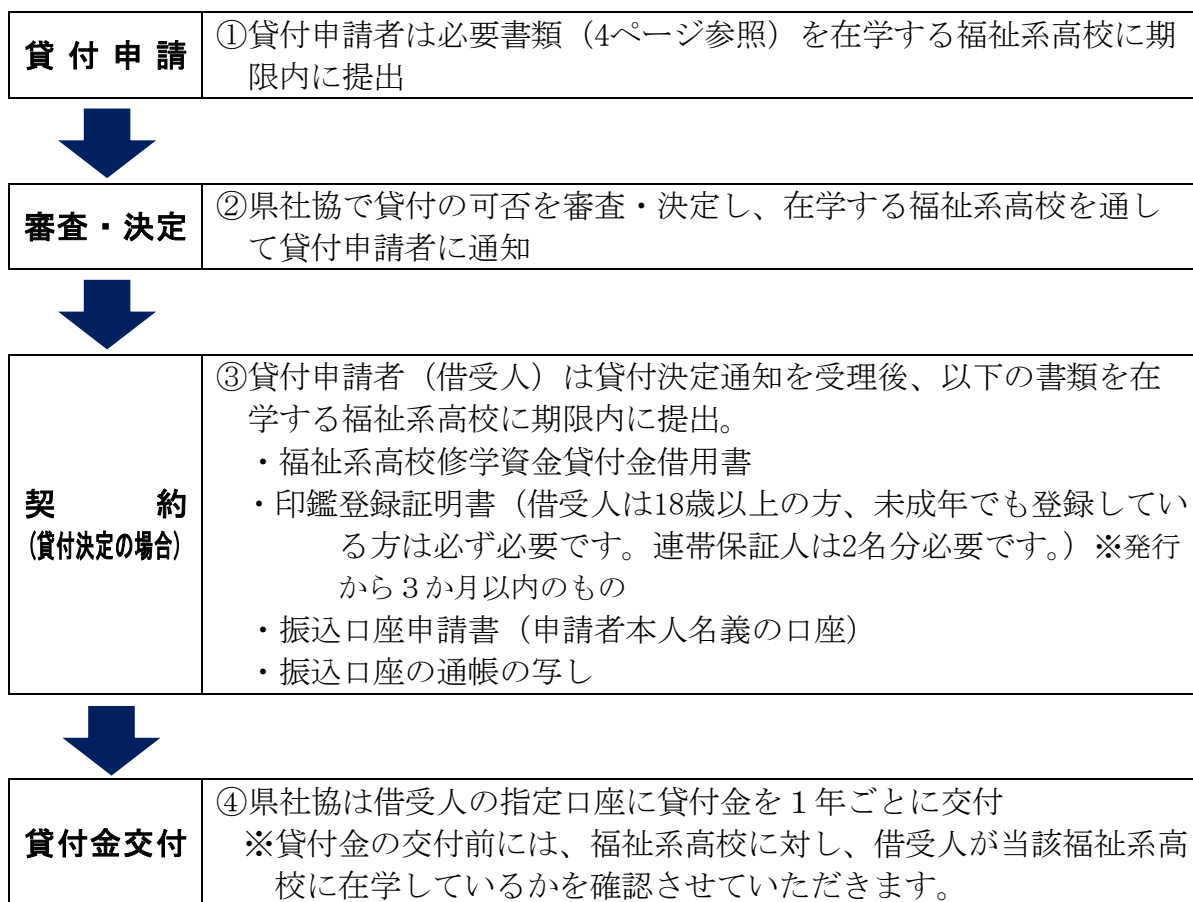 貸付申請
①貸付申請者は必要書類（4ページ参照）を在学する福祉系高校に期
限内に提出
審査・決定
②県社協で貸付の可否を審査・決定し、在学する福祉系高校を通し
て貸付申請者に通知
契約
(貸付決定の場合)
③貸付申請者（借受人）は貸付決定通知を受理後、以下の書類を在
学する福祉系高校に期限内に提出。
・福祉系高校修学資金貸付金借用書
・印鑑登録証明書（借受人は18歳以上の方、未成年でも登録してい
る方は必ず必要です。連帯保証人は2名分必要です。）※発行
から３か月以内のもの
・振込口座申請書（申請者本人名義の口座）
・振込口座の通帳の写し
貸付金交付
④県社協は借受人の指定口座に貸付金を１年ごとに交付
※貸付金の交付前には、福祉系高校に対し、借受人が当該福祉系高
校に在学しているかを確認させていただきます。